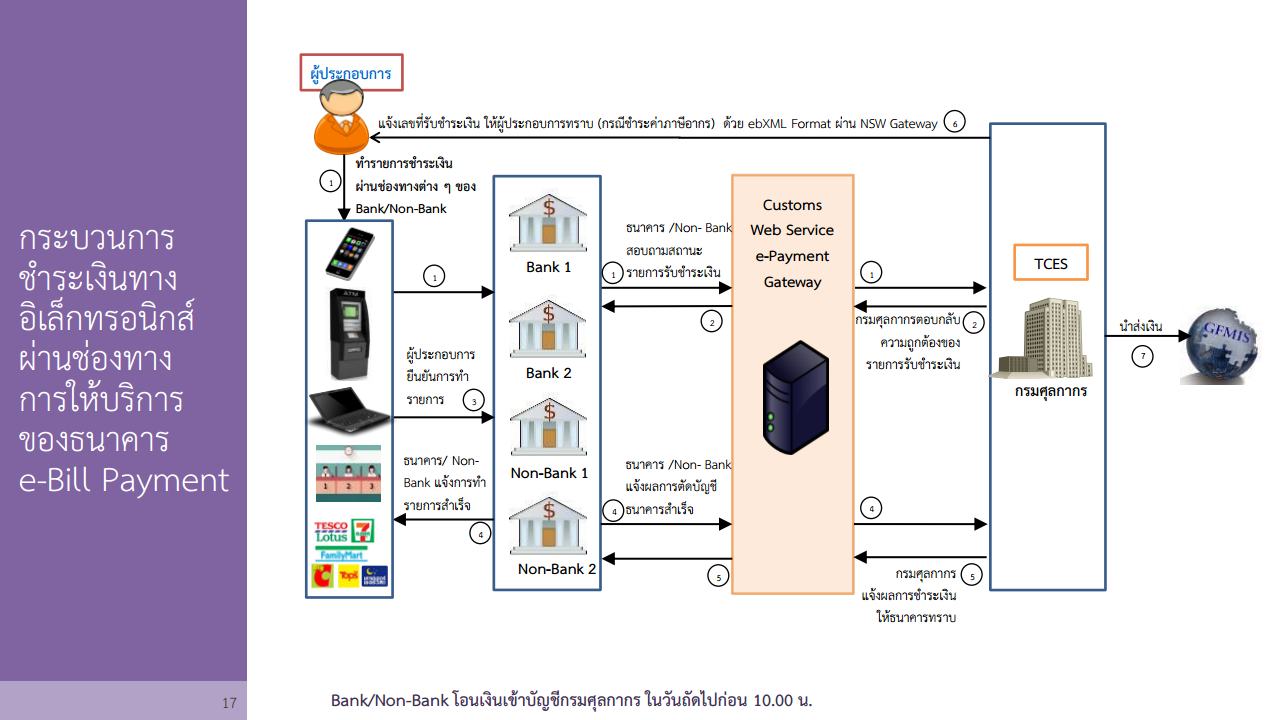 กระบวนการ
ชำระเงินทาง
อิเล็กทรอนิกส์
ผ่านช่องทาง
การให้บริการ
ของธนาคาร
e-Bill Payment
17
ผู้ประกอบการ
แจ้งเลขที่รับชำระเงิน ให้ผู้ประกอบการทราบ (กรณีชำระค่าภาษีอากร) ด้วย ebXML Format ผ่าน NSW Gateway 6
1
ทำรายการชำระเงิน
ผ่านช่องทางต่าง ๆ ของ
Bank/Non-Bank
ATM
1 2 3
TESCO
Lotus
7 ELEVEN
FamilyMart
Tops
1
ผู้ประกอบการ
ยืนยันการทำ
รายการ 3
ธนาคาร/ Non-
Bank แจ้งการทำ
รายการสำเร็จ
4
$
Bank 1
$
Bank 2
$
Non-Bank 1
$
Non-Bank 2
ธนาคาร /Non- Bank
สอบถามสถานะ
1 รายการรับชำระเงิน
2
ธนาคาร /Non- Bank
แจ้งผลการตัดบัญชี
4 ธนาคารสำเร็จ
5
Customs
Web Service
e-Payment
Gateway
1
กรมศุลกาการตอบกลับ 2
ความถูกต้องของ
รายการรับชำระเงิน
4
กรมศุลกากร 5
แจ้งผลการชำระเงิน
ให้ธนาคารทราบ
TCES
กรมศุลกากร
นำส่งเงิน
7
GFMIS
Bank/Non-Bank โอนเงินเข้าบัญชีกรมศุลกากร ในวันถัดไปก่อน 10.00 น.